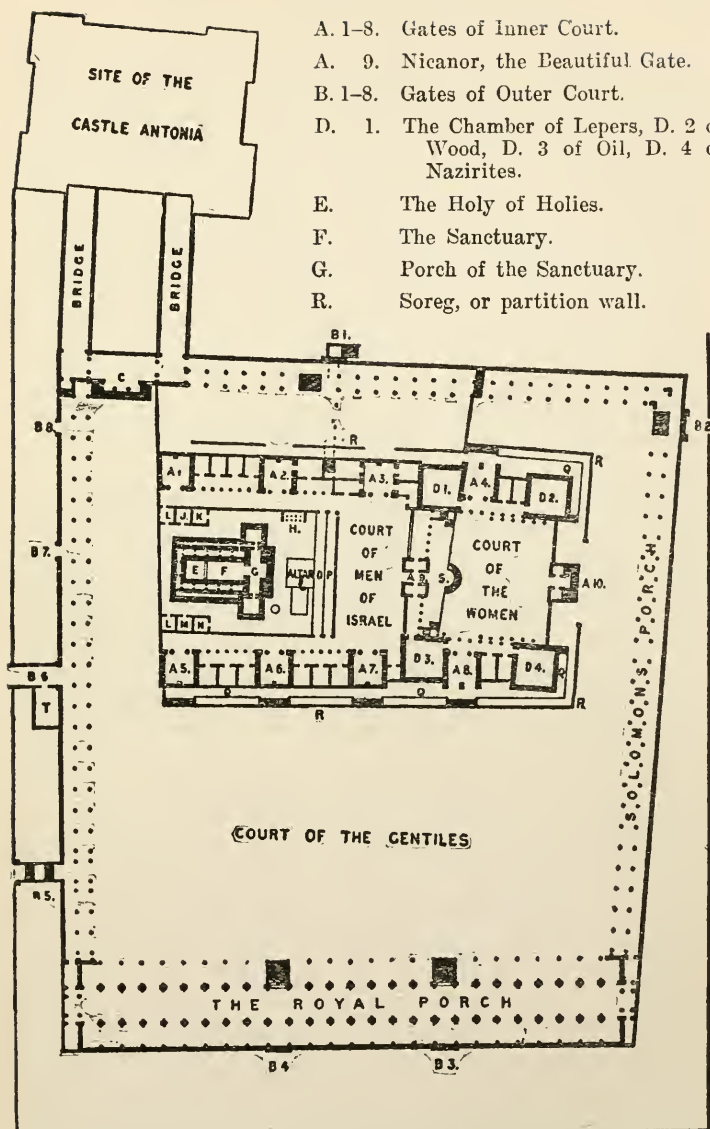 A. 1–8. Gates of Inner Court.
A. 9. Nicanor, the Beautiful Gate.
B. 1–8. Gates of Outer Court.
D. 1. The Chamber of Lepers, D. 2
Wood, D. 3 of Oil, D. 4
Nazirites.
E. The Holy of Holies.
F. The Sanctuary.
G. Porch of the Sanctuary.
R. Soreg, or partition wall.
SITE OF THE
CASTLE ANTONIA
BRIDGE
BRIDGE
B1.
C
B8
B2
R
R
A1
A2.
A3.
D1.
A4.
D2.
Q
L J. K
H.
COURT
OF
MEN
OF
ISRAEL
COURT
OF
THE
WOMEN
B7.
E F G
ALTAR O P
A9.
S.
A10.
O
L M N
B6
T
A5.
A6.
A7.
D3.
A8.
D4.
Q
Q
R
R
SOLOMONS PORCH
COURT OF THE GENTILES
B5.
THE ROYAL PORCH
B4
B3.